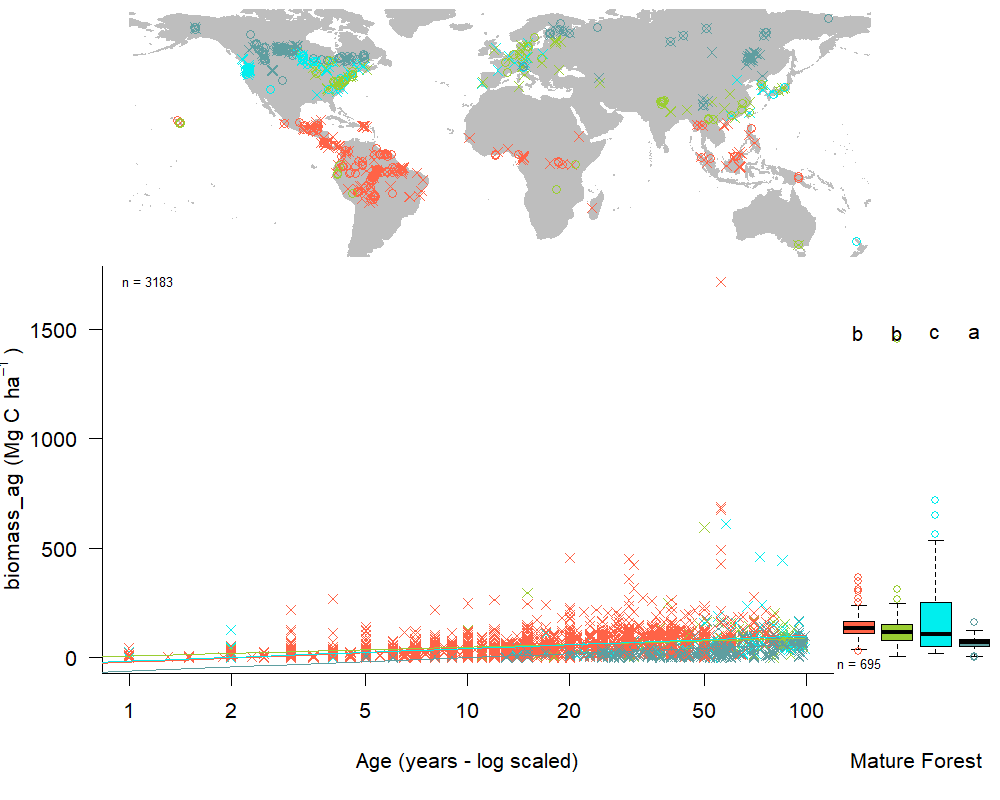 n = 3183
b b c a
biomass_ag (Mg C ha⁻¹ )
1500
1000
500
0
n = 695
1 2 5 10 20 50 100
Age (years - log scaled) Mature Forest